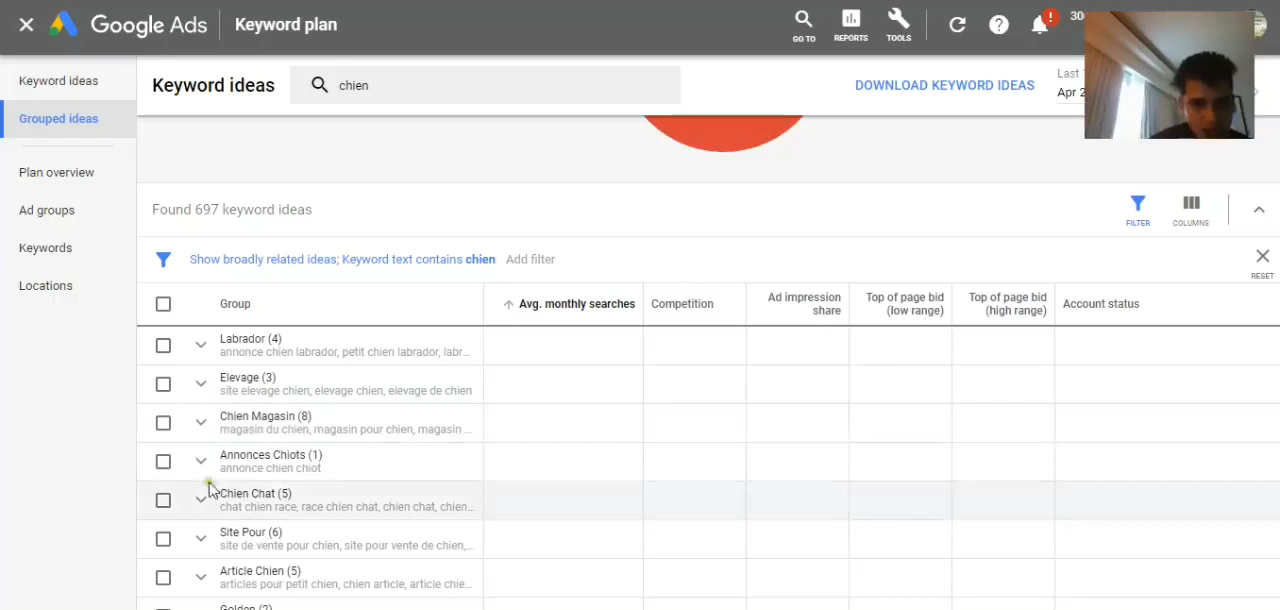 Google Ads
Keyword plan
GO TO
REPORTS
TOOLS
!
30
Keyword ideas
Grouped ideas
Plan overview
Ad groups
Keywords
Locations
Keyword ideas
chien
DOWNLOAD KEYWORD IDEAS
Last
Apr 2
Found 697 keyword ideas
FILTER
COLUMNS
Show broadly related ideas; Keyword text contains chien
Add filter
RESET
Group
Avg. monthly searches
Competition
Ad impression
share
Top of page bid
(low range)
Top of page bid
(high range)
Account status
Labrador (4)
annonce chien labrador, petit chien labrador, labr...
Elevage (3)
site elevage chien, elevage chien, elevage de chien
Chien Magasin (8)
magasin du chien, magasin pour chien, magasin ...
Annonces Chiots (1)
annonce chien chiot
Chien Chat (5)
chat chien race, race chien chat, chien chat, chien...
Site Pour (6)
site de vente pour chien, site pour vente de chien,...
Article Chien (5)
articles pour petit chien, chien article, article chie...
Golden (2)